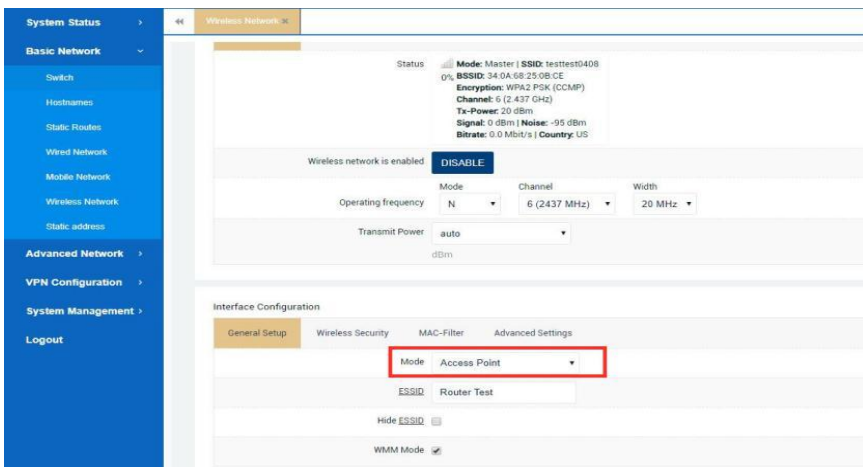 System Status
Wireless Network
Basic Network
Switch
Hostnames
Static Routes
Wired Network
Mobile Network
Wireless Network
Static address
Advanced Network
VPN Configuration
System Management
Logout
Status
0%
Mode: Master | SSID: testtest0408
BSSID: 34:0A:68:25:0B:CE
Encryption: WPA2 PSK (CCMP)
Channel: 6 (2.437 GHz)
Tx-Power: 20 dBm
Signal: 0 dBm | Noise: -95 dBm
Bitrate: 0.0 Mbit/s | Country: US
Wireless network is enabled DISABLE
Mode Channel Width
Operating frequency N 6 (2437 MHz) 20 MHz
Transmit Power auto
dBm
Interface Configuration
General Setup Wireless Security MAC-Filter Advanced Settings
Mode Access Point
ESSID Router Test
Hide ESSID
WMM Mode